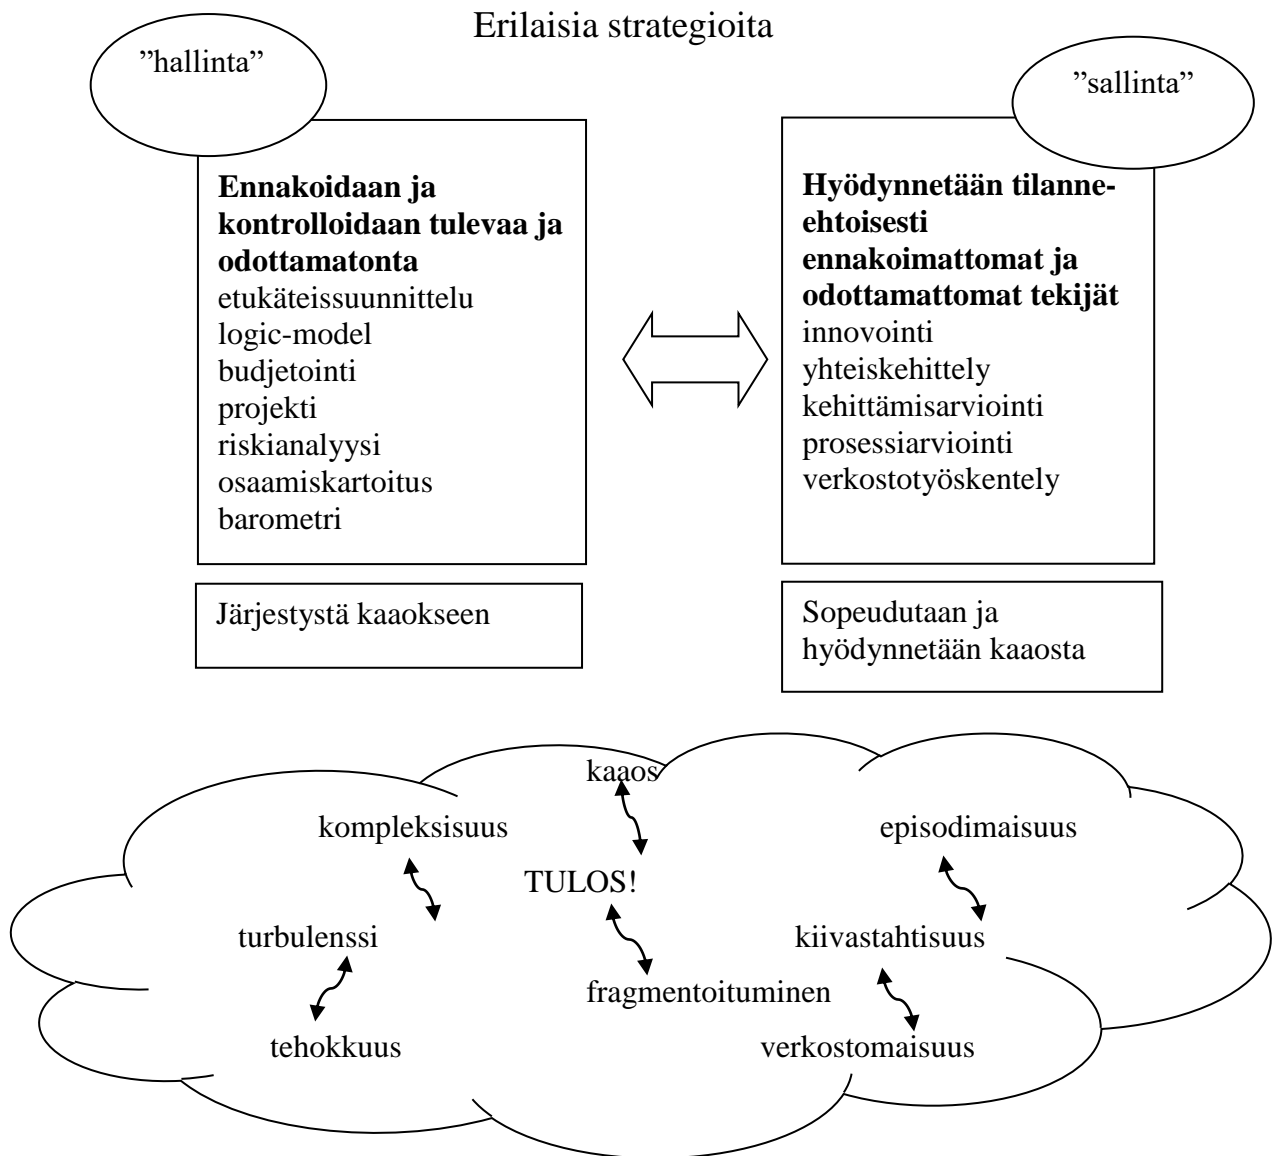 Erilaisia strategioita
”hallinta”
”sallinta”
Ennakoidaan ja
kontrolloidaan tulevaa ja
odottamatonta
etukäteissuunnittelu
logic-model
budjetointi
projekti
riskianalyysi
osaamiskartoitus
barometri
Hyödynnetään tilanne-
ehtoisesti
ennakoimattomat ja
odottamattomat tekijät
innovointi
yhteiskehittely
kehittämisarviointi
prosessiarviointi
verkostotyöskentely
Järjestystä kaaokseen
Sopeudutaan ja
hyödynnetään kaaosta
kaaos
kompleksisuus
episodimaisuus
TULOS!
turbulenssi
kiivastahtisuus
fragmentoituminen
tehokkuus
verkostomaisuus